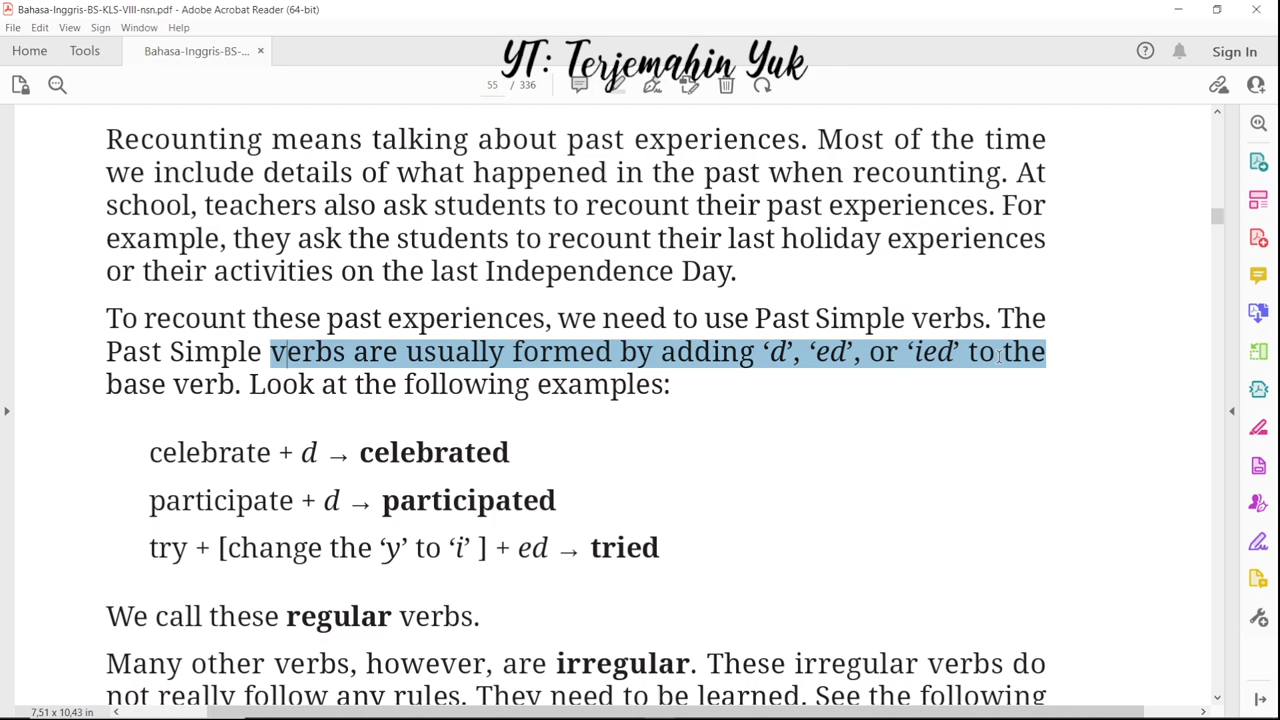 Bahasa-Inggris-BS-KLS-VIII-nsn.pdf - Adobe Acrobat Reader (64-bit)
File Edit View Sign Window Help
Home Tools Bahasa-Inggris-BS-... × Sign In
YT: Terjemahin Yuk
55 / 336
Recounting means talking about past experiences. Most of the time
we include details of what happened in the past when recounting. At
school, teachers also ask students to recount their past experiences. For
example, they ask the students to recount their last holiday experiences
or their activities on the last Independence Day.
To recount these past experiences, we need to use Past Simple verbs. The
Past Simple verbs are usually formed by adding ‘d’, ‘ed’, or ‘ied’ to the
base verb. Look at the following examples:
celebrate + d → celebrated
participate + d → participated
try + [change the ‘y’ to ‘i’ ] + ed → tried
We call these regular verbs.
Many other verbs, however, are irregular. These irregular verbs do
not really follow any rules. They need to be learned. See the following
7,51 x 10,43 in